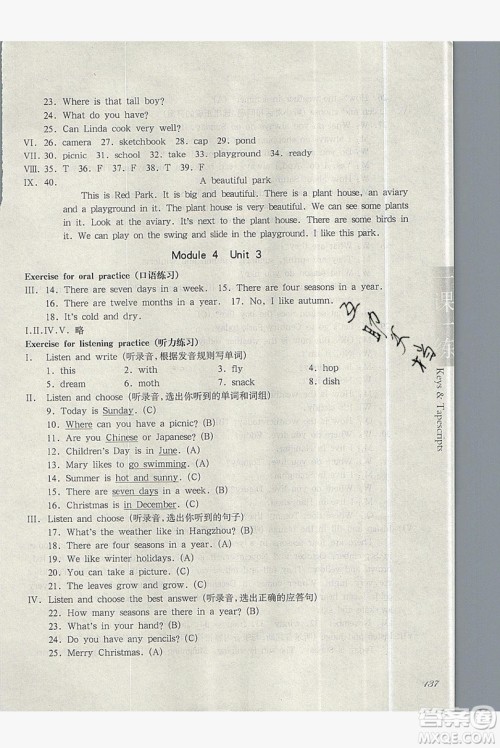 23. Where is that tall boy?
24. What do you have?
25. Can Linda cook very well?
VI. 26. camera 27. sketchbook 28. cap 29. pond
VII. 30. picnic 31. school 32. take 33. playground 34. ready
VIII. 35. T 36. F 37. T 38. F 39. F
IX. 40. A beautiful park
This is Red Park. It is big and beautiful. There is a plant house, an aviary
and a playground in it. They are big and beautiful. We can see some plants
in it. Look at the aviary. It's next to the plant house. We can see some birds
in it. We can play on the swing and slide in the playground. I like this park.
Module 4 Unit 3
Exercise for oral practice (口语练习)
III. 14. There are seven days in a week. 15. There are four seasons in a year.
16. There are twelve months in a year. 17. No, I like autumn.
18. It's cold and dry.
I.II.IV.V. 略
Exercise for listening practice (听力练习)
I. Listen and write (听录音,根据发音规则写单词)
1. this 2. with 3. fly 4. hop
5. dream 6. moth 7. snack 8. dish
II. Listen and choose (听录音,选出你听到的单词和词组)
9. Today is Sunday. (C)
10. Where can you have a picnic? (B)
11. Are you Chinese or Japanese? (B)
12. Children's Day is in June. (A)
13. Mary likes to go swimming. (A)
14. Summer is hot and sunny. (C)
15. There are seven days in a week. (B)
16. Christmas is coming. (A)
III. Listen and choose (听录音,选出你听到的句子)
17. What's the weather like in Hangzhou? (B)
18. There are four seasons in a year. (A)
19. We like winter holidays. (B)
20. You can take a picture. (C)
21. The leaves grow and grow. (B)
IV. Listen and choose the best answer (听录音,选出正确的应答句)
22. How many seasons are there in a year? (B)
23. What's in your hand? (B)
24. Do you have any pencils? (C)
25. Merry Christmas. (A)
一课一练
Keys & Tapescripts
137